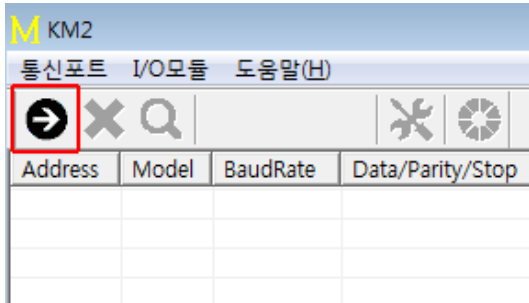 M KM2
통신포트 I/O모듈 도움말(H)
Address Model BaudRate Data/Parity/Stop